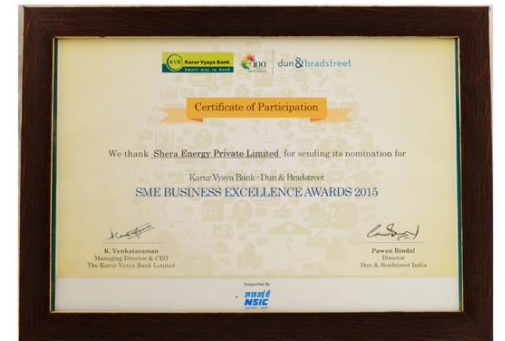 KVB Karur Vysya Bank
Smart way to bank
100
dun & bradstreet
Certificate of Participation
We thank Shera Energy Private Limited for sending its nomination for
Karur Vysya Bank - Dun & Bradstreet
SME BUSINESS EXCELLENCE AWARDS 2015
K. Venkataraman
Managing Director & CEO
The Karur Vysya Bank Limited
Pawan Bindal
Director
Dun & Bradstreet India
Supported By
NSIC